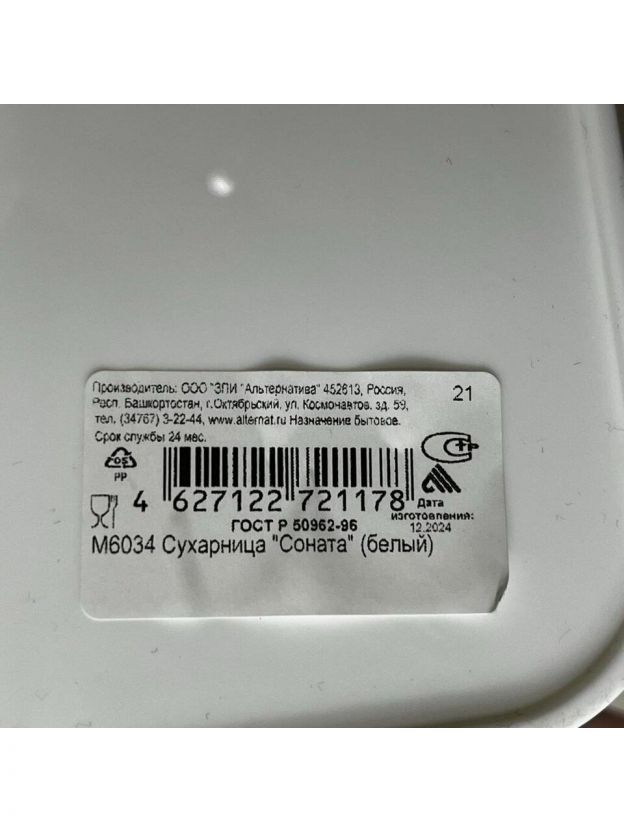 Производитель: ООО "ЗПИ "Альтернатива" 452613, Россия,
Расп. Башкортостан, г.Октябрьский, ул. Космонавтов, зд. 59,
тел. (34767) 3-22-44, www.alternat.ru Назначение бытовое.
Срок службы 24 мес.
21
05
PP
4 627122 721178
Дата
изготовления:
12.2024
ГОСТ Р 50962-96
М6034 Сухарница "Соната" (белый)